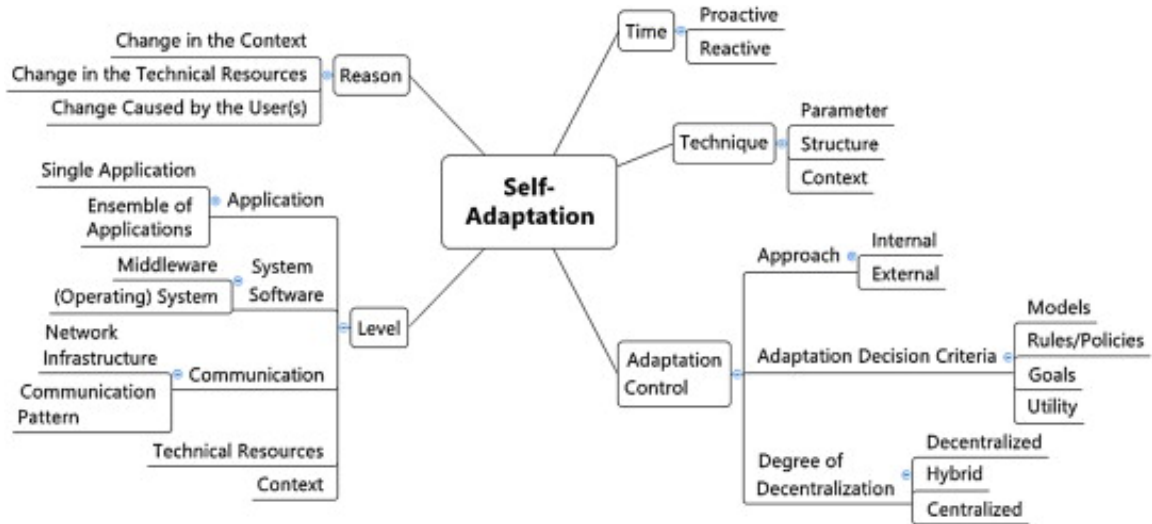 Self-
Adaptation
Time
Proactive
Reactive
Technique
Parameter
Structure
Context
Adaptation
Control
Approach
Internal
External
Adaptation Decision Criteria
Models
Rules/Policies
Goals
Utility
Degree of
Decentralization
Decentralized
Hybrid
Centralized
Reason
Change in the Context
Change in the Technical Resources
Change Caused by the User(s)
Level
Application
Single Application
Ensemble of
Applications
System
Software
Middleware
(Operating) System
Communication
Network
Infrastructure
Communication
Pattern
Technical Resources
Context